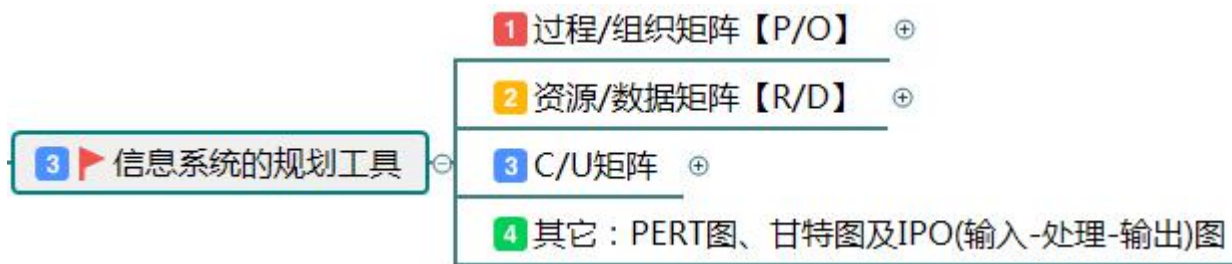 1 过程/组织矩阵【P/O】
2 资源/数据矩阵【R/D】
3 信息系统的规划工具
3 C/U矩阵
4 其它：PERT图、甘特图及IPO(输入-处理-输出)图